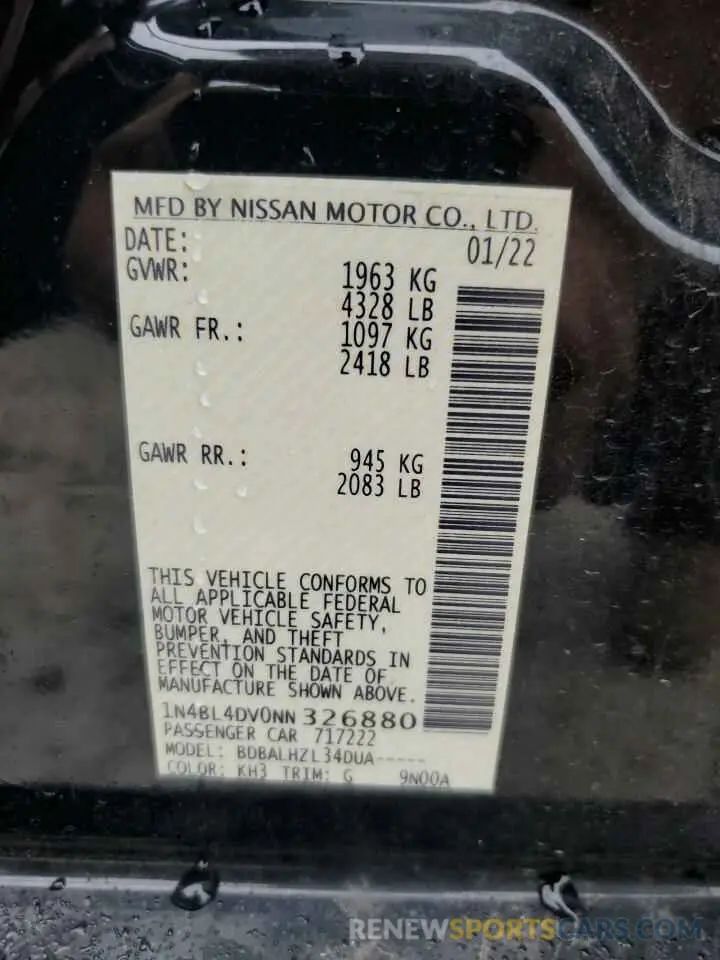 MFD BY NISSAN MOTOR CO., LTD.
DATE: 01/22
GVWR: 1963 KG
4328 LB
GAWR FR.: 1097 KG
2418 LB
GAWR RR.: 945 KG
2083 LB
THIS VEHICLE CONFORMS TO
ALL APPLICABLE FEDERAL
MOTOR VEHICLE SAFETY,
BUMPER, AND THEFT
PREVENTION STANDARDS IN
EFFECT ON THE DATE OF
MANUFACTURE SHOWN ABOVE.
1N4BL4DV0NN 326880
PASSENGER CAR 717222
MODEL: BDBALHZL34DUA-----
COLOR: KH3 TRIM: G 9N00A
RENEWSPORTSCARS.COM